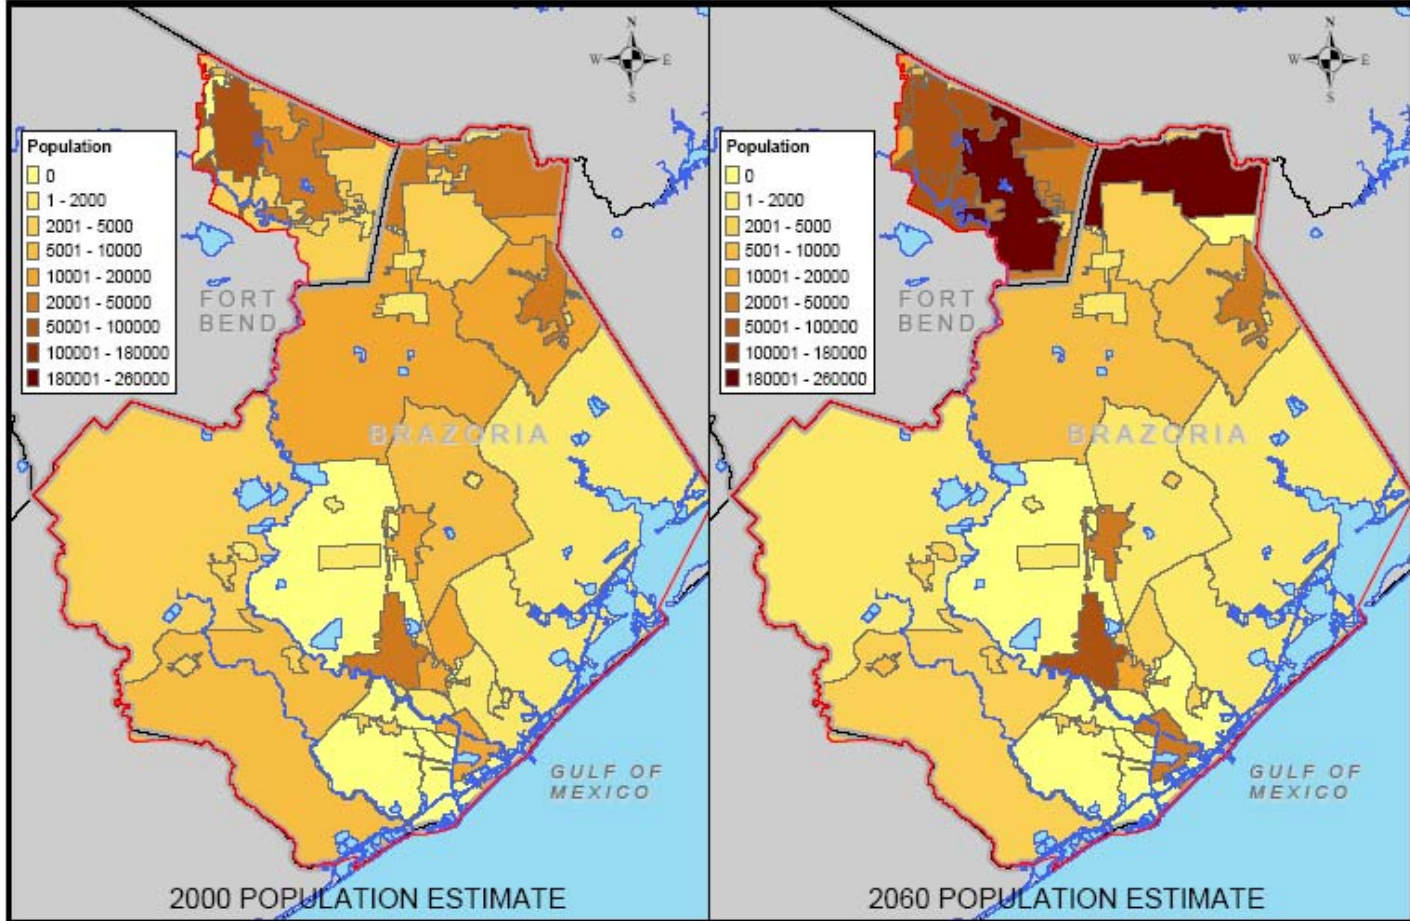 N
W E
S
Population
0
1 - 2000
2001 - 5000
5001 - 10000
10001 - 20000
20001 - 50000
50001 - 100000
100001 - 180000
180001 - 260000
FORT
BEND
BRAZORIA
GULF OF
MEXICO
2000 POPULATION ESTIMATE
N
W E
S
Population
0
1 - 2000
2001 - 5000
5001 - 10000
10001 - 20000
20001 - 50000
50001 - 100000
100001 - 180000
180001 - 260000
FORT
BEND
BRAZORIA
GULF OF
MEXICO
2060 POPULATION ESTIMATE